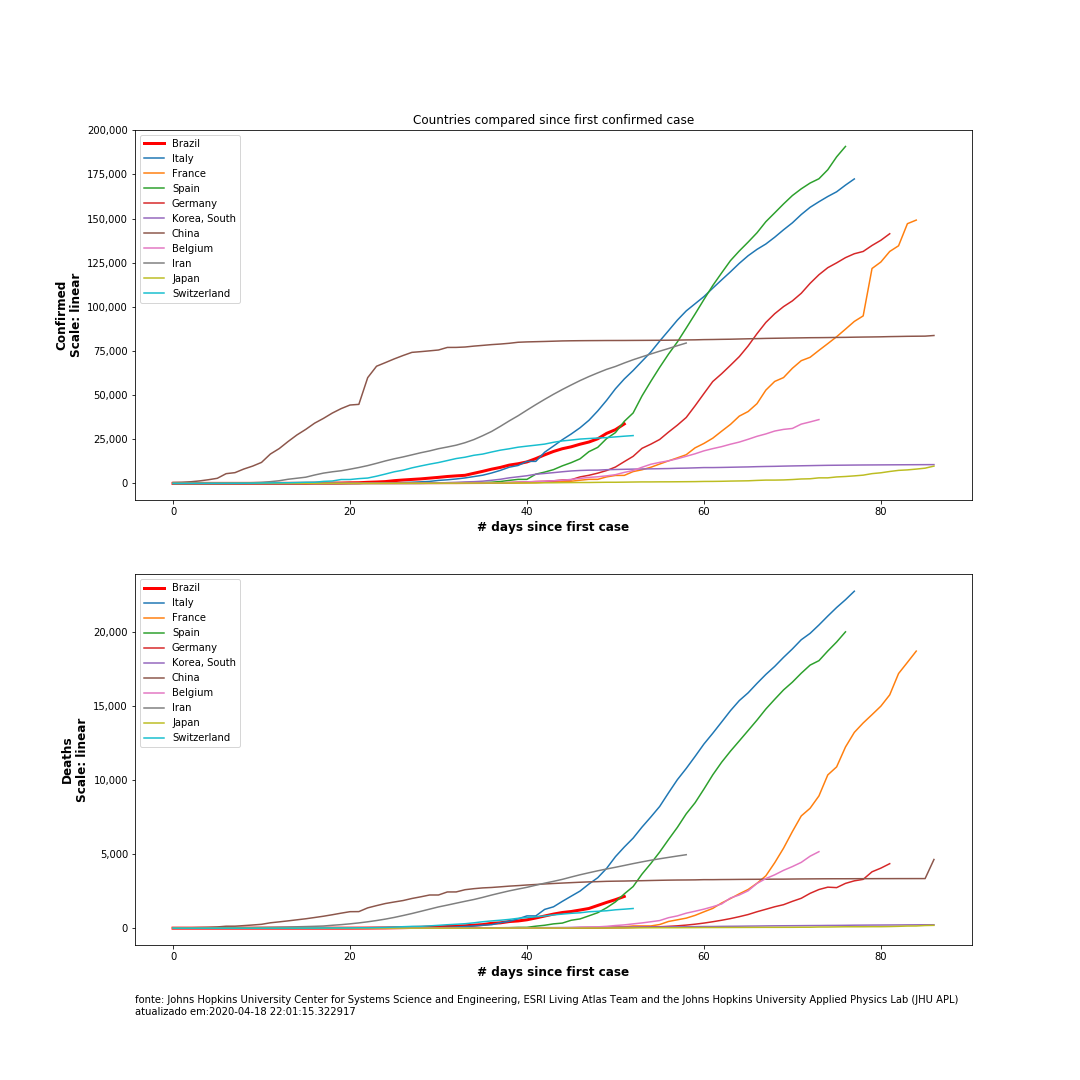 Countries compared since first confirmed case
200,000
175,000
150,000
125,000
100,000
75,000
50,000
25,000
0
Confirmed
Scale: linear
Brazil
Italy
France
Spain
Germany
Korea, South
China
Belgium
Iran
Japan
Switzerland
0 20 40 60 80
# days since first case
20,000
15,000
10,000
5,000
0
Deaths
Scale: linear
Brazil
Italy
France
Spain
Germany
Korea, South
China
Belgium
Iran
Japan
Switzerland
0 20 40 60 80
# days since first case
fonte: Johns Hopkins University Center for Systems Science and Engineering, ESRI Living Atlas Team and the Johns Hopkins University Applied Physics Lab (JHU APL)
atualizado em:2020-04-18 22:01:15.322917